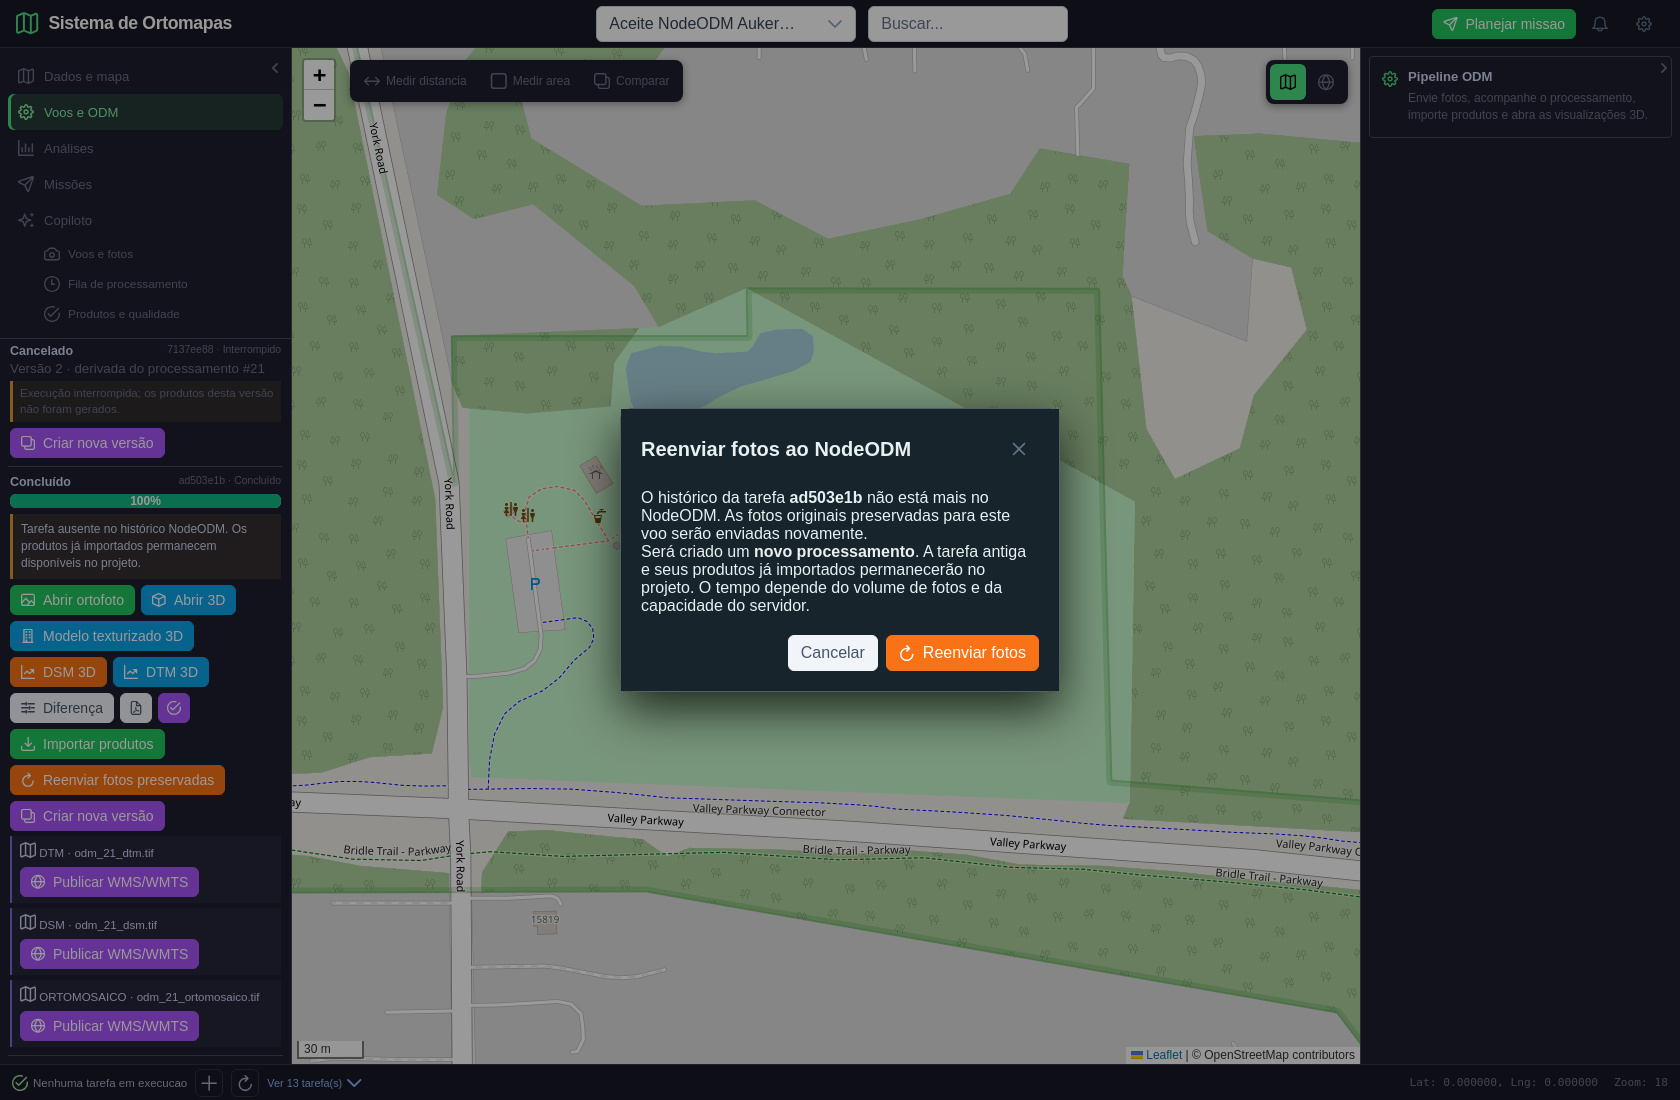 Sistema de Ortomapas
Aceite NodeODM Auker…
Buscar...
Planejar missao
Dados e mapa
Voos e ODM
Análises
Missões
Copiloto
Voos e fotos
Fila de processamento
Produtos e qualidade
Cancelado
7137ee88 · Interrompido
Versão 2 · derivada do processamento #21
Execução interrompida; os produtos desta versão
não foram gerados.
Criar nova versão
Concluído
ad503e1b · Concluído
100%
Tarefa ausente no histórico NodeODM. Os
produtos já importados permanecem
disponíveis no projeto.
Abrir ortofoto
Abrir 3D
Modelo texturizado 3D
DSM 3D
DTM 3D
Diferença
Importar produtos
Reenviar fotos preservadas
Criar nova versão
DTM · odm_21_dtm.tif
Publicar WMS/WMTS
DSM · odm_21_dsm.tif
Publicar WMS/WMTS
ORTOMOSAICO · odm_21_ortomosaico.tif
Publicar WMS/WMTS
+
−
Medir distancia
Medir area
Comparar
York Road
York Road
P
ay
Valley Parkway Connector
Valley Parkway
Valley Parkway
Valley Parkway C
Bridle Trail - Parkway
Bridle Trail - Parkway
Bridle Trail - Parkway
York Road
15819
30 m
Leaflet | © OpenStreetMap contributors
Reenviar fotos ao NodeODM
O histórico da tarefa ad503e1b não está mais no
NodeODM. As fotos originais preservadas para este
voo serão enviadas novamente.
Será criado um novo processamento. A tarefa antiga
e seus produtos já importados permanecerão no
projeto. O tempo depende do volume de fotos e da
capacidade do servidor.
Cancelar
Reenviar fotos
Pipeline ODM
Envie fotos, acompanhe o processamento,
importe produtos e abra as visualizações 3D.
Nenhuma tarefa em execucao
Ver 13 tarefa(s)
Lat: 0.000000, Lng: 0.000000
Zoom: 18